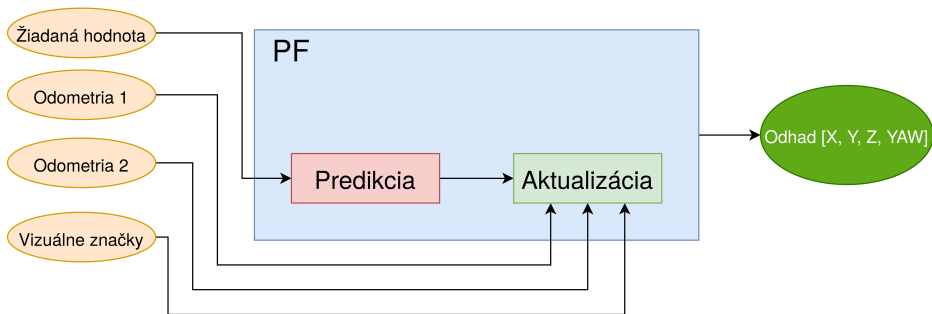 Žiadaná hodnota
PF
Odometria 1
Odhad [X, Y, Z, YAW]
Odometria 2
Predikcia
Aktualizácia
Vizuálne značky